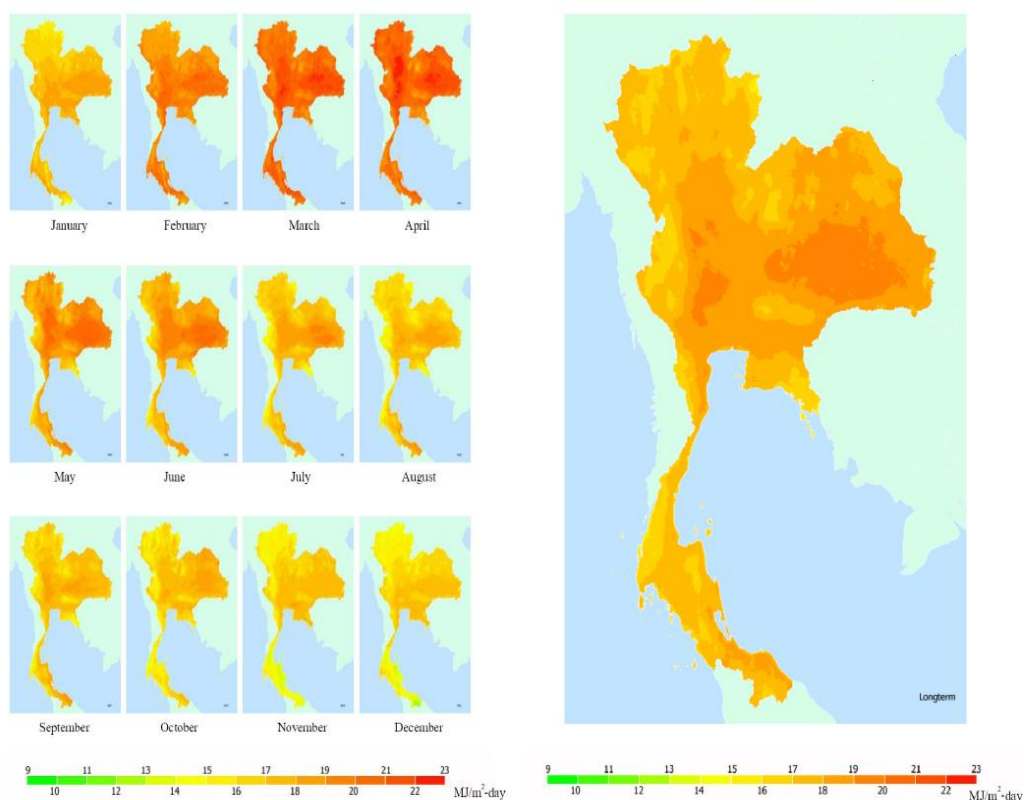 January February March April
May June July August
September October November December
Longterm
9 11 13 15 17 19 21 23
10 12 14 16 18 20 22 MJ/m²-day
9 11 13 15 17 19 21 23
10 12 14 16 18 20 22 MJ/m²-day